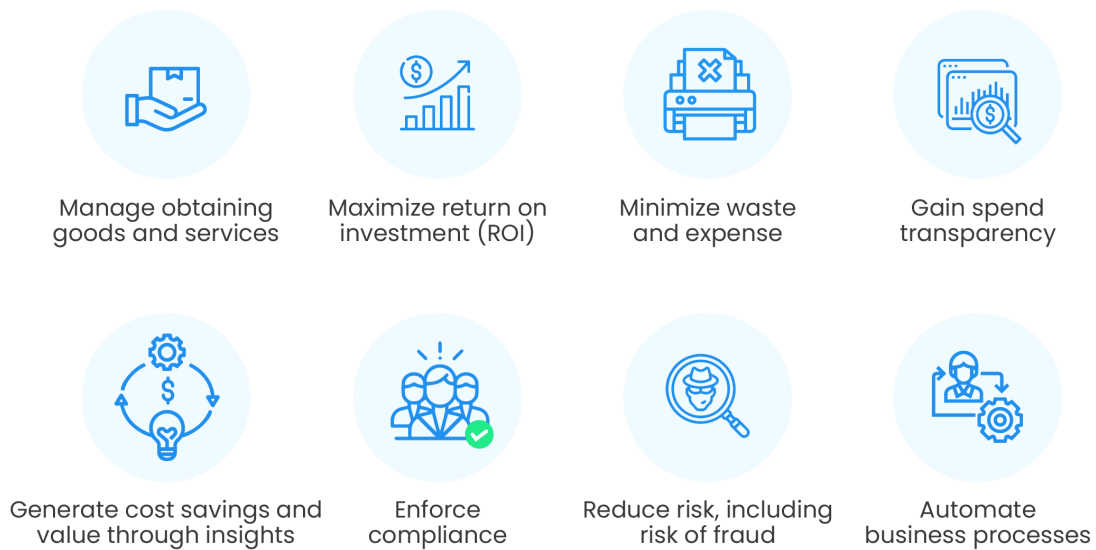 Manage obtaining
goods and services
Maximize return on
investment (ROI)
Minimize waste
and expense
Gain spend
transparency
Generate cost savings and
value through insights
Enforce
compliance
Reduce risk, including
risk of fraud
Automate
business processes